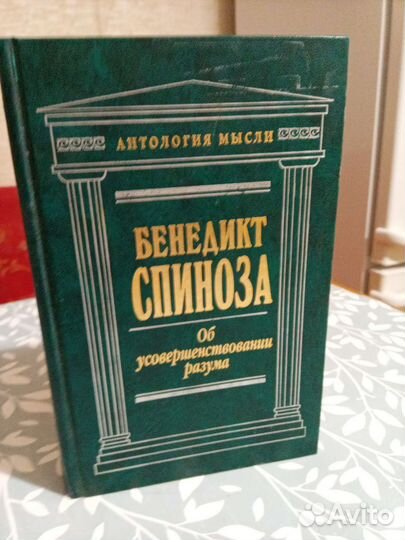 АНТОЛОГИЯ МЫСЛИ
БЕНЕДИКТ
СПИНОЗА
Об
усовершенствовании
разума
Avito